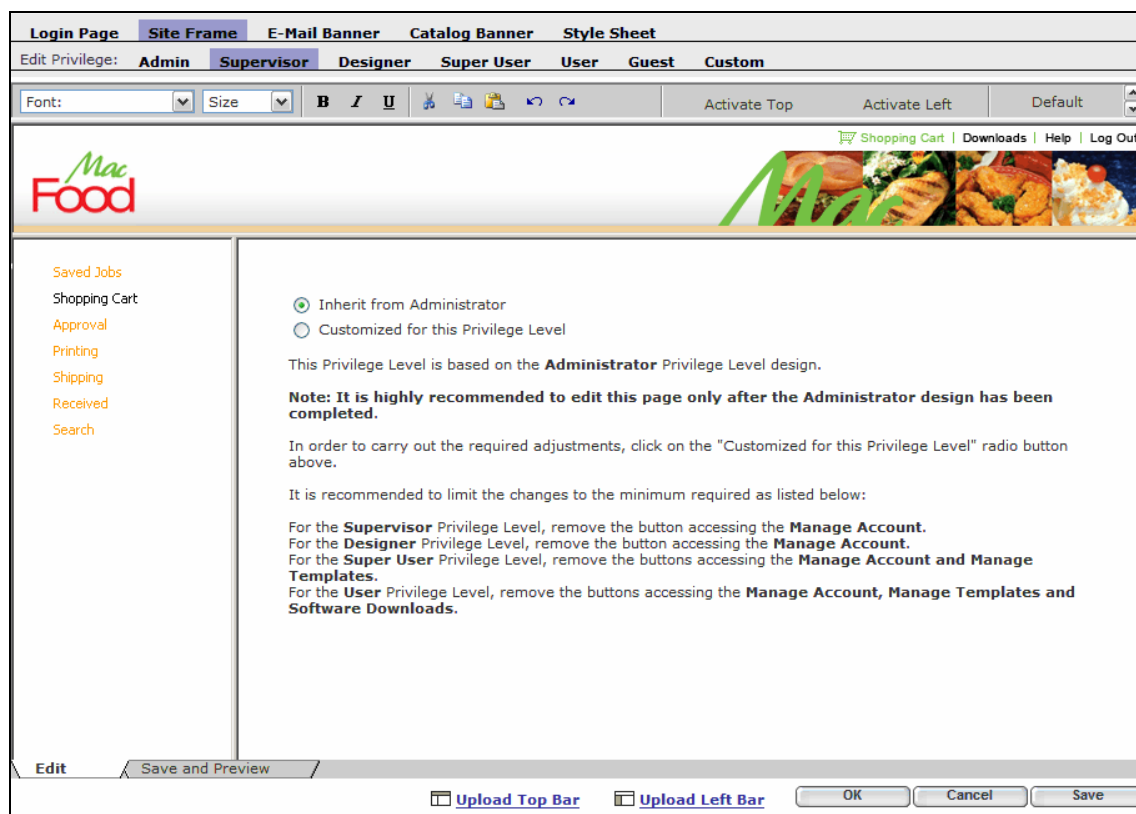 Login Page Site Frame E-Mail Banner Catalog Banner Style Sheet
Edit Privilege: Admin Supervisor Designer Super User User Guest Custom
Font: Size B I U Activate Top Activate Left Default
Shopping Cart | Downloads | Help | Log Out
Mac
Food
Mac
Saved Jobs
Shopping Cart
Approval
Printing
Shipping
Received
Search
Inherit from Administrator
Customized for this Privilege Level
This Privilege Level is based on the Administrator Privilege Level design.
Note: It is highly recommended to edit this page only after the Administrator design has been
completed.
In order to carry out the required adjustments, click on the "Customized for this Privilege Level" radio button
above.
It is recommended to limit the changes to the minimum required as listed below:
For the Supervisor Privilege Level, remove the button accessing the Manage Account.
For the Designer Privilege Level, remove the button accessing the Manage Account.
For the Super User Privilege Level, remove the buttons accessing the Manage Account and Manage
Templates.
For the User Privilege Level, remove the buttons accessing the Manage Account, Manage Templates and
Software Downloads.
Edit Save and Preview
Upload Top Bar Upload Left Bar OK Cancel Save